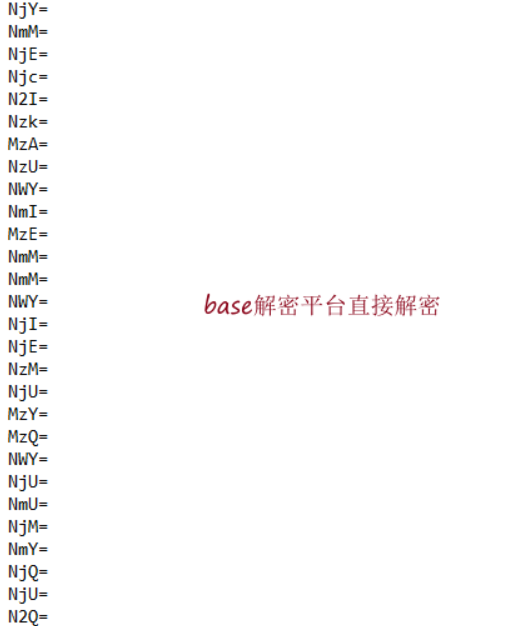 NjY=
NmM=
NjE=
Njc=
N2I=
Nzk=
MzA=
NzU=
NWY=
NmI=
MzE=
NmM=
NmM=
NWY=
NjI=
NjE=
NzM=
NjU=
MzY=
MzQ=
NWY=
NjU=
NmU=
NjM=
NmY=
NjQ=
NjU=
N2Q=
base解密平台直接解密